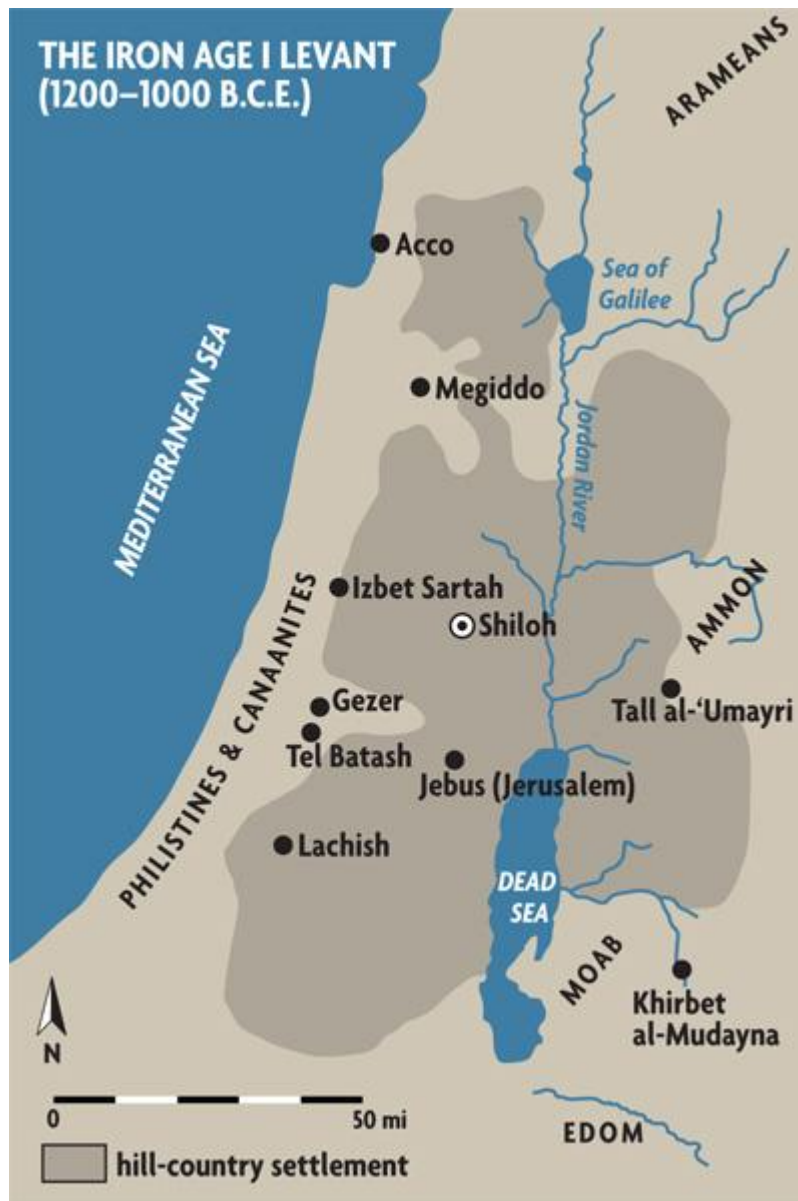 THE IRON AGE I LEVANT
(1200–1000 B.C.E.)
ARAMEANS
Acco
Sea of
Galilee
MEDITERRANEAN SEA
Megiddo
Jordan River
Izbet Sartah
Shiloh
AMMON
PHILISTINES & CANAANITES
Gezer
Tall al-‘Umayri
Tel Batash
Jebus (Jerusalem)
Lachish
DEAD
SEA
MOAB
Khirbet
al-Mudayna
N
0 50 mi
EDOM
hill-country settlement